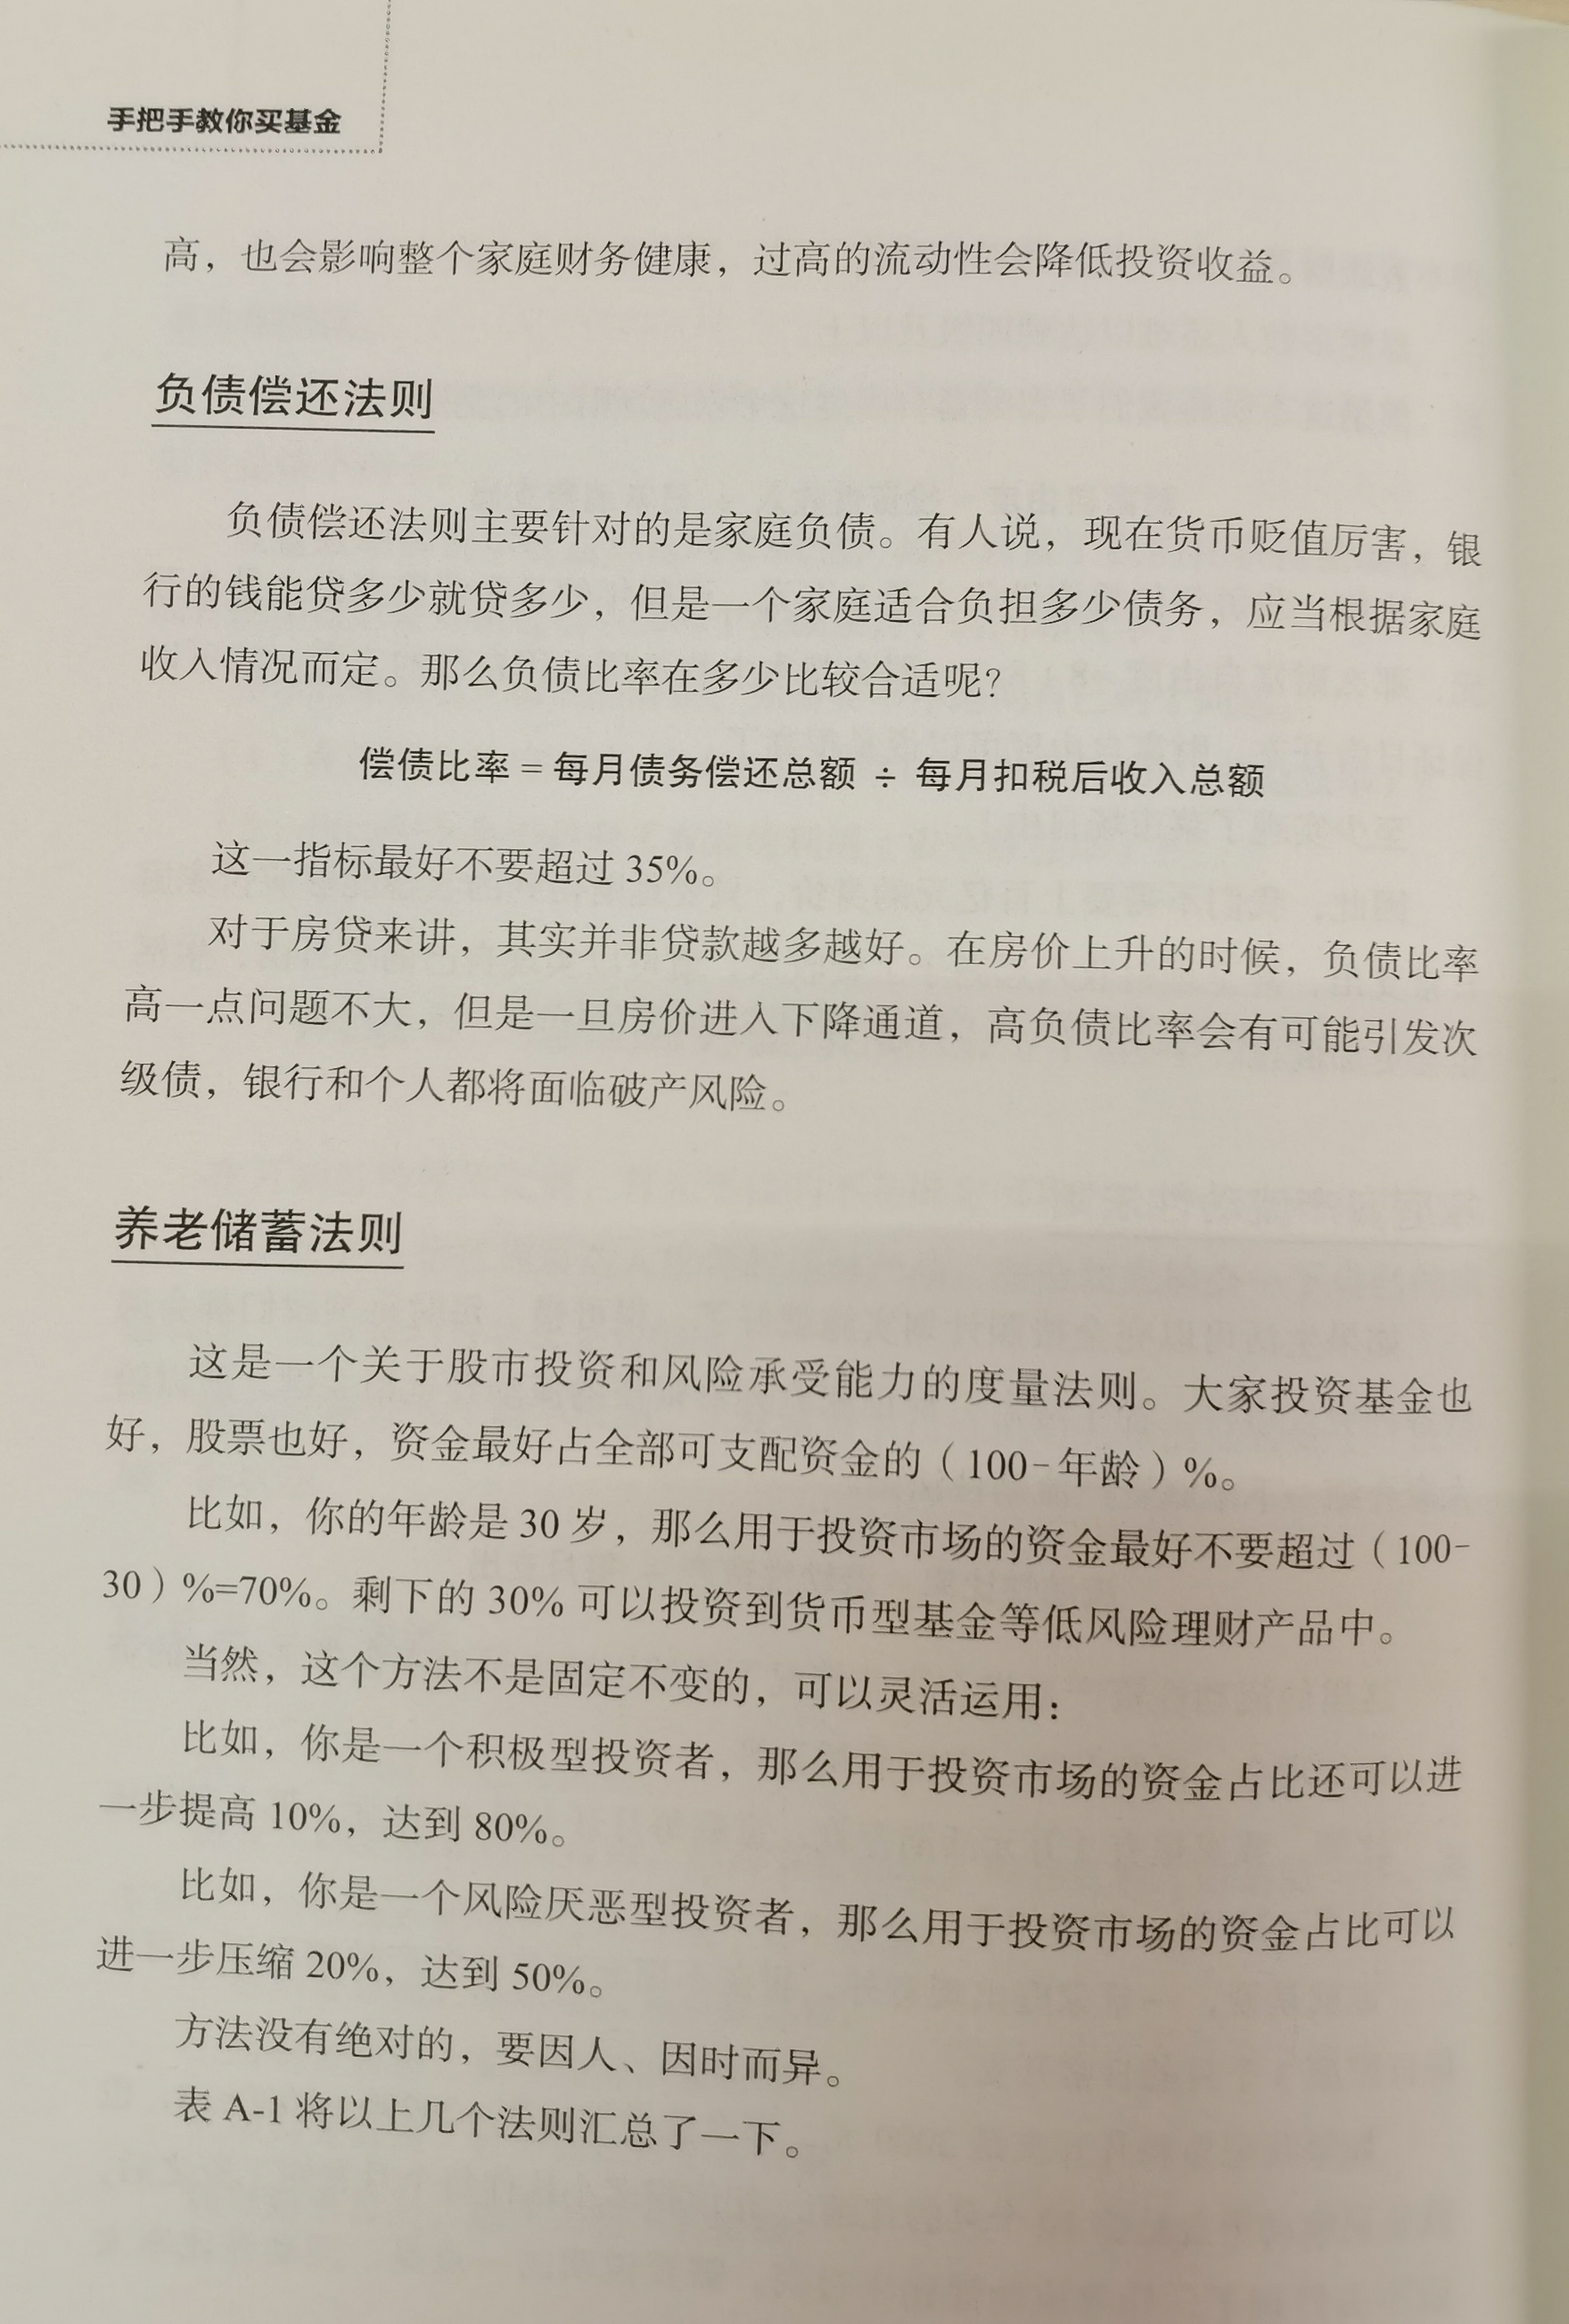 手把手教你买基金
高，也会影响整个家庭财务健康，过高的流动性会降低投资收益。
负债偿还法则
负债偿还法则主要针对的是家庭负债。有人说，现在货币贬值厉害，银
行的钱能贷多少就贷多少，但是一个家庭适合负担多少债务，应当根据家庭
收入情况而定。那么负债比率在多少比较合适呢？
偿债比率 = 每月债务偿还总额 ÷ 每月扣税后收入总额
这一指标最好不要超过 35%。
对于房贷来讲，其实并非贷款越多越好。在房价上升的时候，负债比率
高一点问题不大，但是一旦房价进入下降通道，高负债比率会有可能引发次
级债，银行和个人都将面临破产风险。
养老储蓄法则
这是一个关于股市投资和风险承受能力的度量法则。大家投资基金也
好，股票也好，资金最好占全部可支配资金的（100-年龄）%。
比如，你的年龄是 30 岁，那么用于投资市场的资金最好不要超过（100-
30）%=70%。剩下的 30% 可以投资到货币型基金等低风险理财产品中。
当然，这个方法不是固定不变的，可以灵活运用：
比如，你是一个积极型投资者，那么用于投资市场的资金占比还可以进
一步提高 10%，达到 80%。
比如，你是一个风险厌恶型投资者，那么用于投资市场的资金占比可以
进一步压缩 20%，达到 50%。
方法没有绝对的，要因人、因时而异。
表 A-1 将以上几个法则汇总了一下。